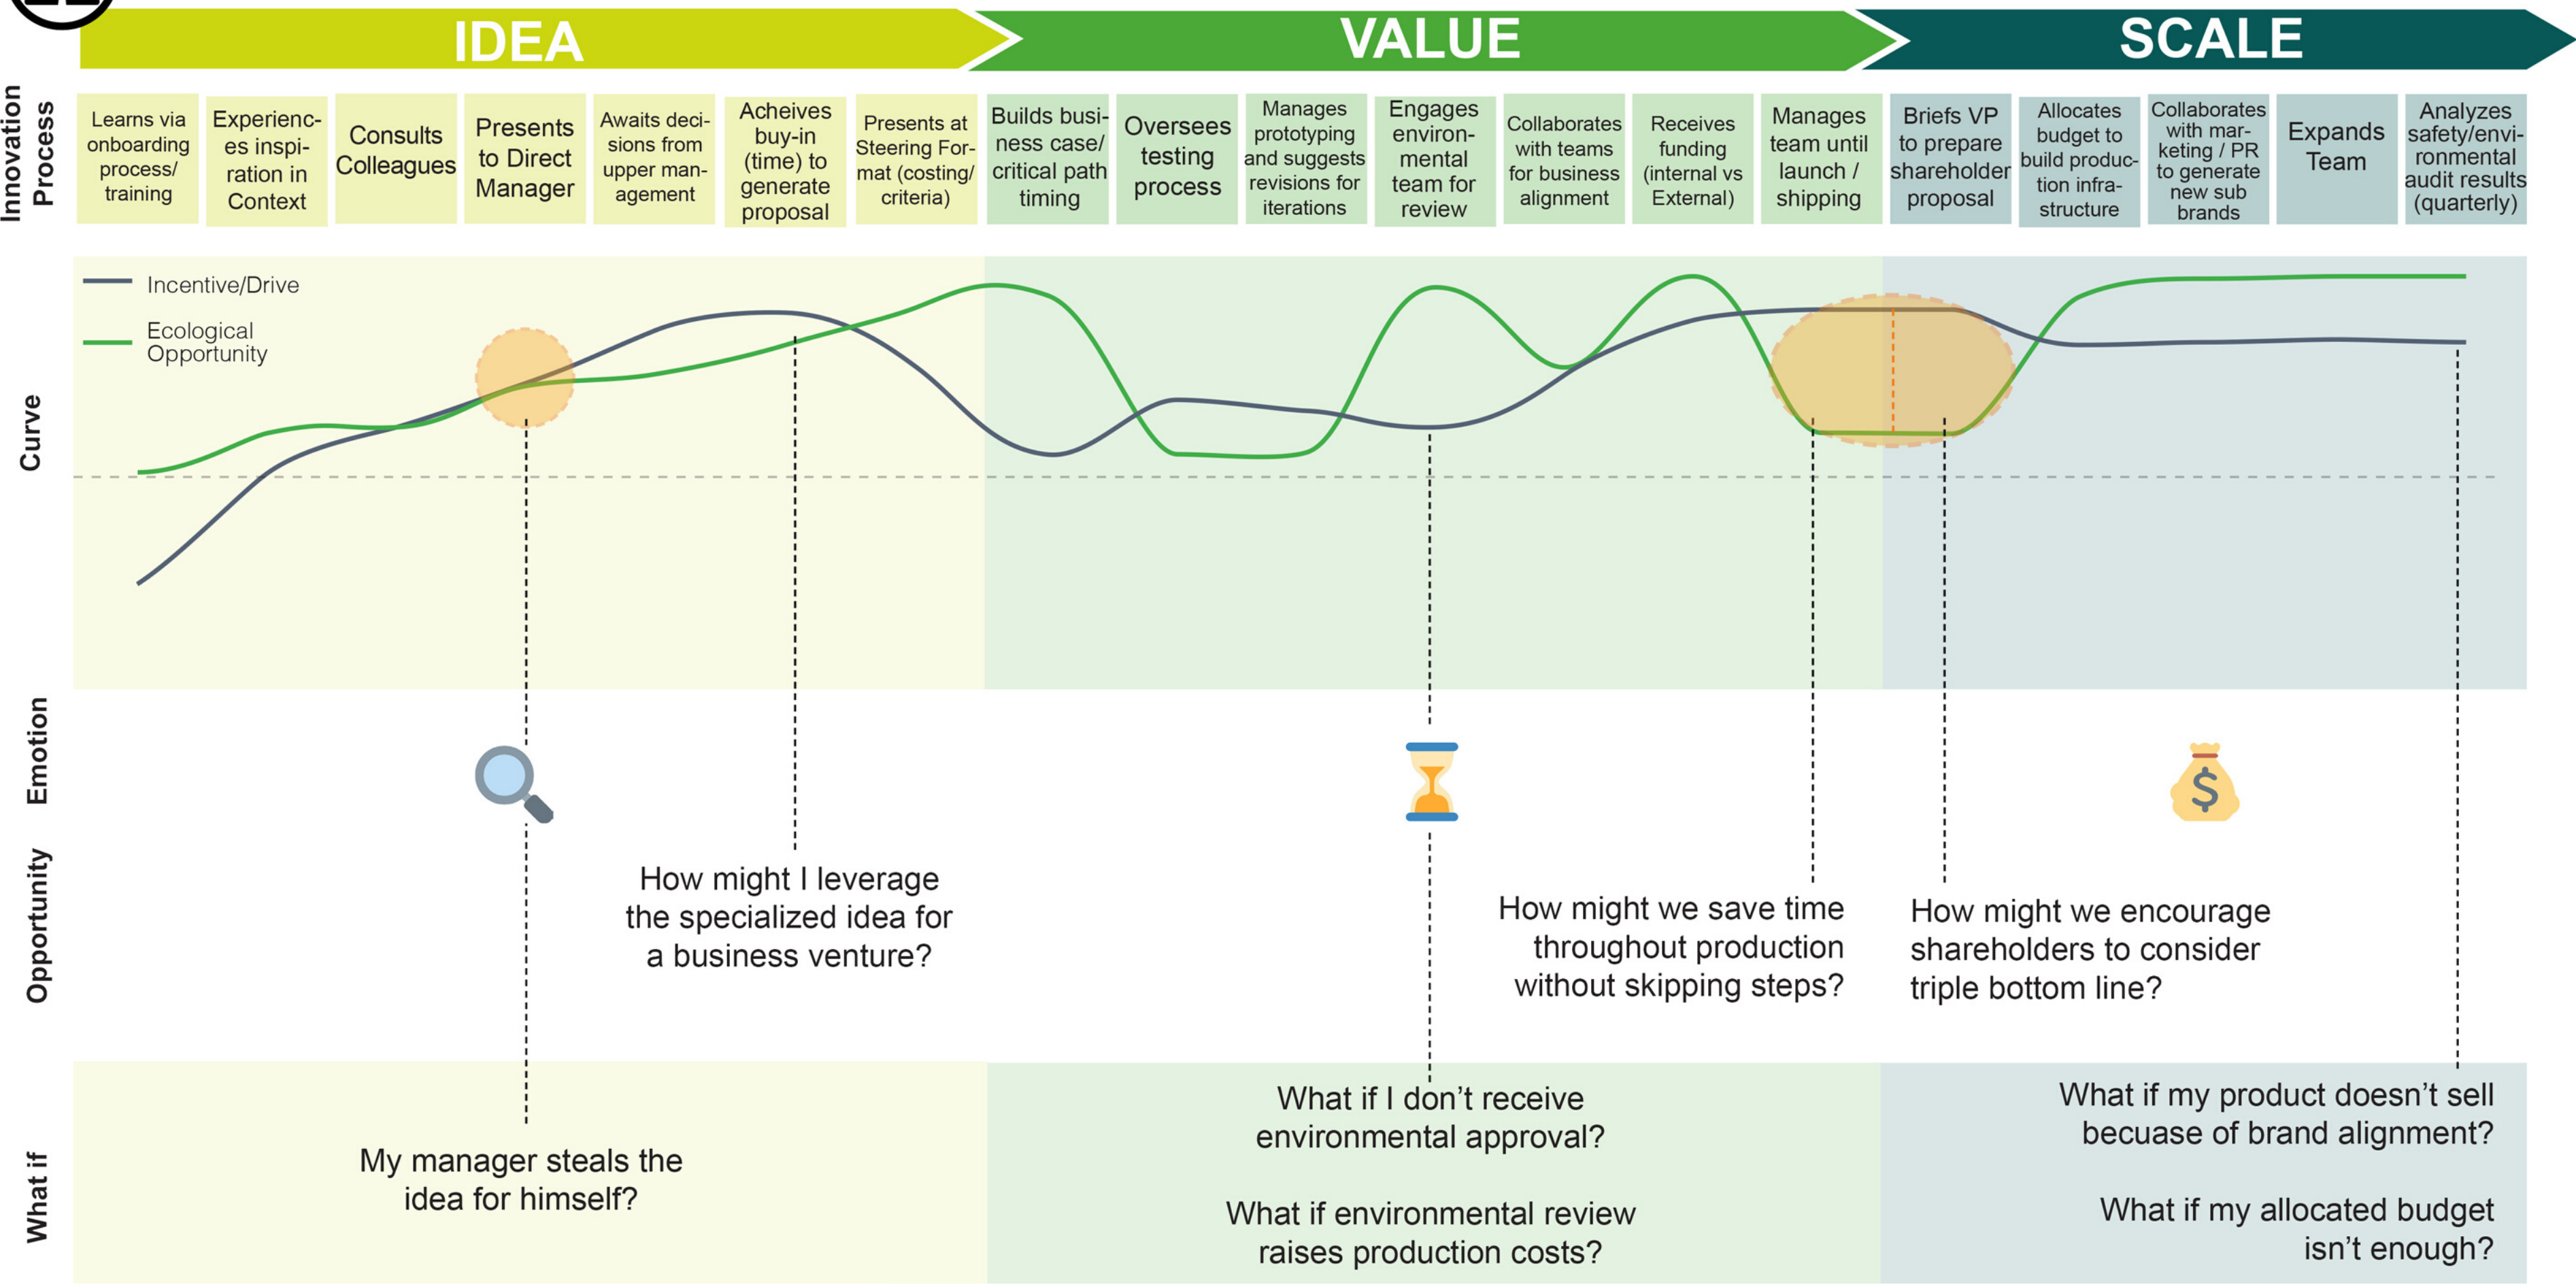 IDEA
VALUE
SCALE
Innovation
Process
Learns via
onboarding
process/
training
Experienc-
es inspi-
ration in
Context
Consults
Colleagues
Presents
to Direct
Manager
Awaits deci-
sions from
upper man-
agement
Acheives
buy-in
(time) to
generate
proposal
Presents at
Steering For-
mat (costing/
criteria)
Builds busi-
ness case/
critical path
timing
Oversees
testing
process
Manages
prototyping
and suggests
revisions for
iterations
Engages
environ-
mental
team for
review
Collaborates
with teams
for business
alignment
Receives
funding
(internal vs
External)
Manages
team until
launch /
shipping
Briefs VP
to prepare
shareholder
proposal
Allocates
budget to
build produc-
tion infra-
structure
Collaborates
with mar-
keting / PR
to generate
new sub
brands
Expands
Team
Analyzes
safety/envi-
ronmental
audit results
(quarterly)
Curve
Incentive/Drive
Ecological
Opportunity
Emotion
$
Opportunity
How might I leverage
the specialized idea for
a business venture?
How might we save time
throughout production
without skipping steps?
How might we encourage
shareholders to consider
triple bottom line?
What if
My manager steals the
idea for himself?
What if I don’t receive
environmental approval?
What if environmental review
raises production costs?
What if my product doesn’t sell
becuase of brand alignment?
What if my allocated budget
isn’t enough?